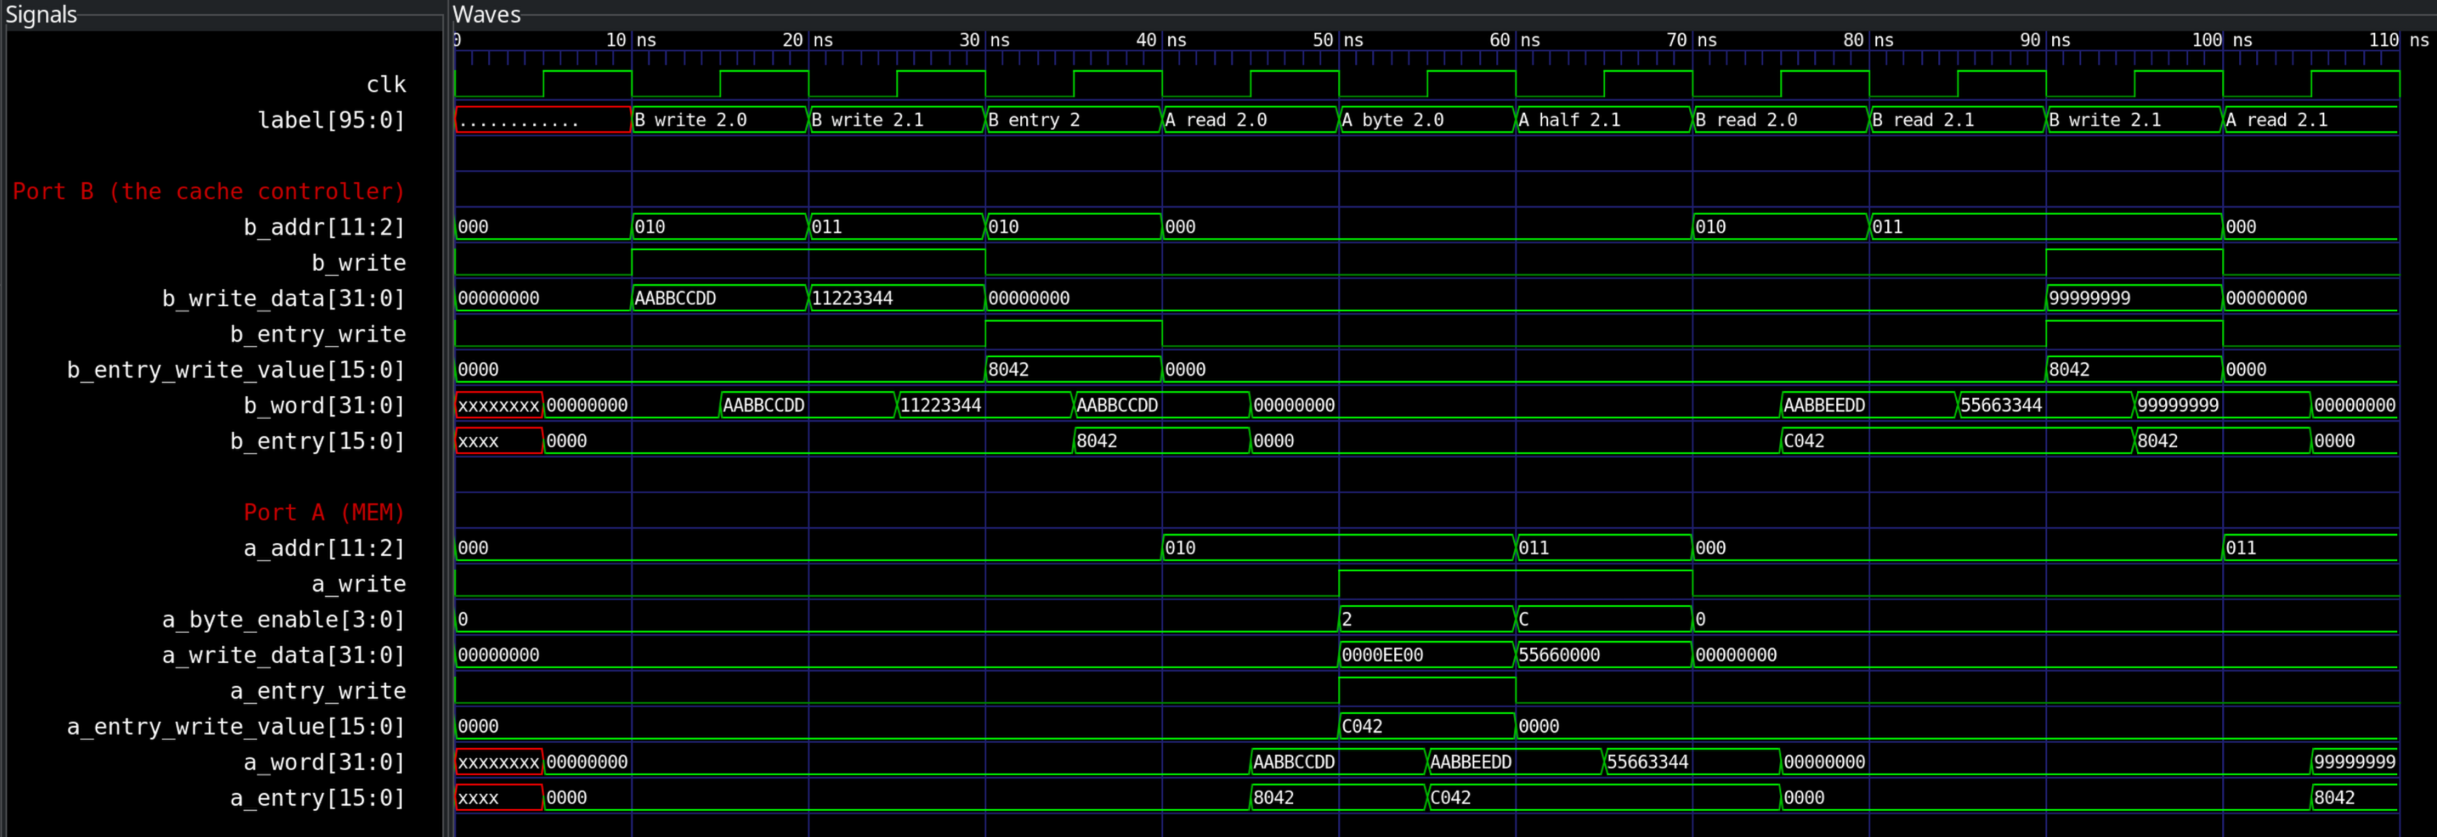 Signals Waves
0 10 ns 20 ns 30 ns 40 ns 50 ns 60 ns 70 ns 80 ns 90 ns 100 ns 110 ns
clk
label[95:0] ............ B write 2.0 B write 2.1 B entry 2 A read 2.0 A byte 2.0 A half 2.1 B read 2.0 B read 2.1 B write 2.1 A read 2.1
Port B (the cache controller)
b_addr[11:2] 000 010 011 010 000 010 011 000
b_write
b_write_data[31:0] 00000000 AABBCCDD 11223344 00000000 99999999 00000000
b_entry_write
b_entry_write_value[15:0] 0000 8042 0000 8042 0000
b_word[31:0] xxxxxxxx 00000000 AABBCCDD 11223344 AABBCCDD 00000000 AABBEEDD 55663344 99999999 00000000
b_entry[15:0] xxxx 0000 8042 0000 C042 8042 0000
Port A (MEM)
a_addr[11:2] 000 010 011 000 011
a_write
a_byte_enable[3:0] 0 2 C 0
a_write_data[31:0] 00000000 0000EE00 55660000 00000000
a_entry_write
a_entry_write_value[15:0] 0000 C042 0000
a_word[31:0] xxxxxxxx 00000000 AABBCCDD AABBEEDD 55663344 00000000 99999999
a_entry[15:0] xxxx 0000 8042 C042 0000 8042